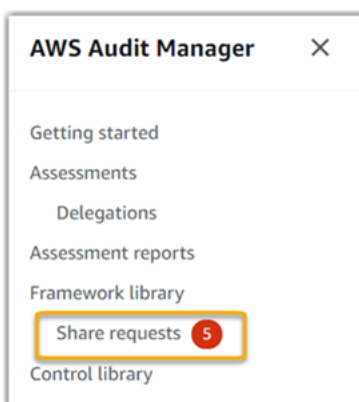 AWS Audit Manager
Getting started
Assessments
Delegations
Assessment reports
Framework library
Share requests 5
Control library